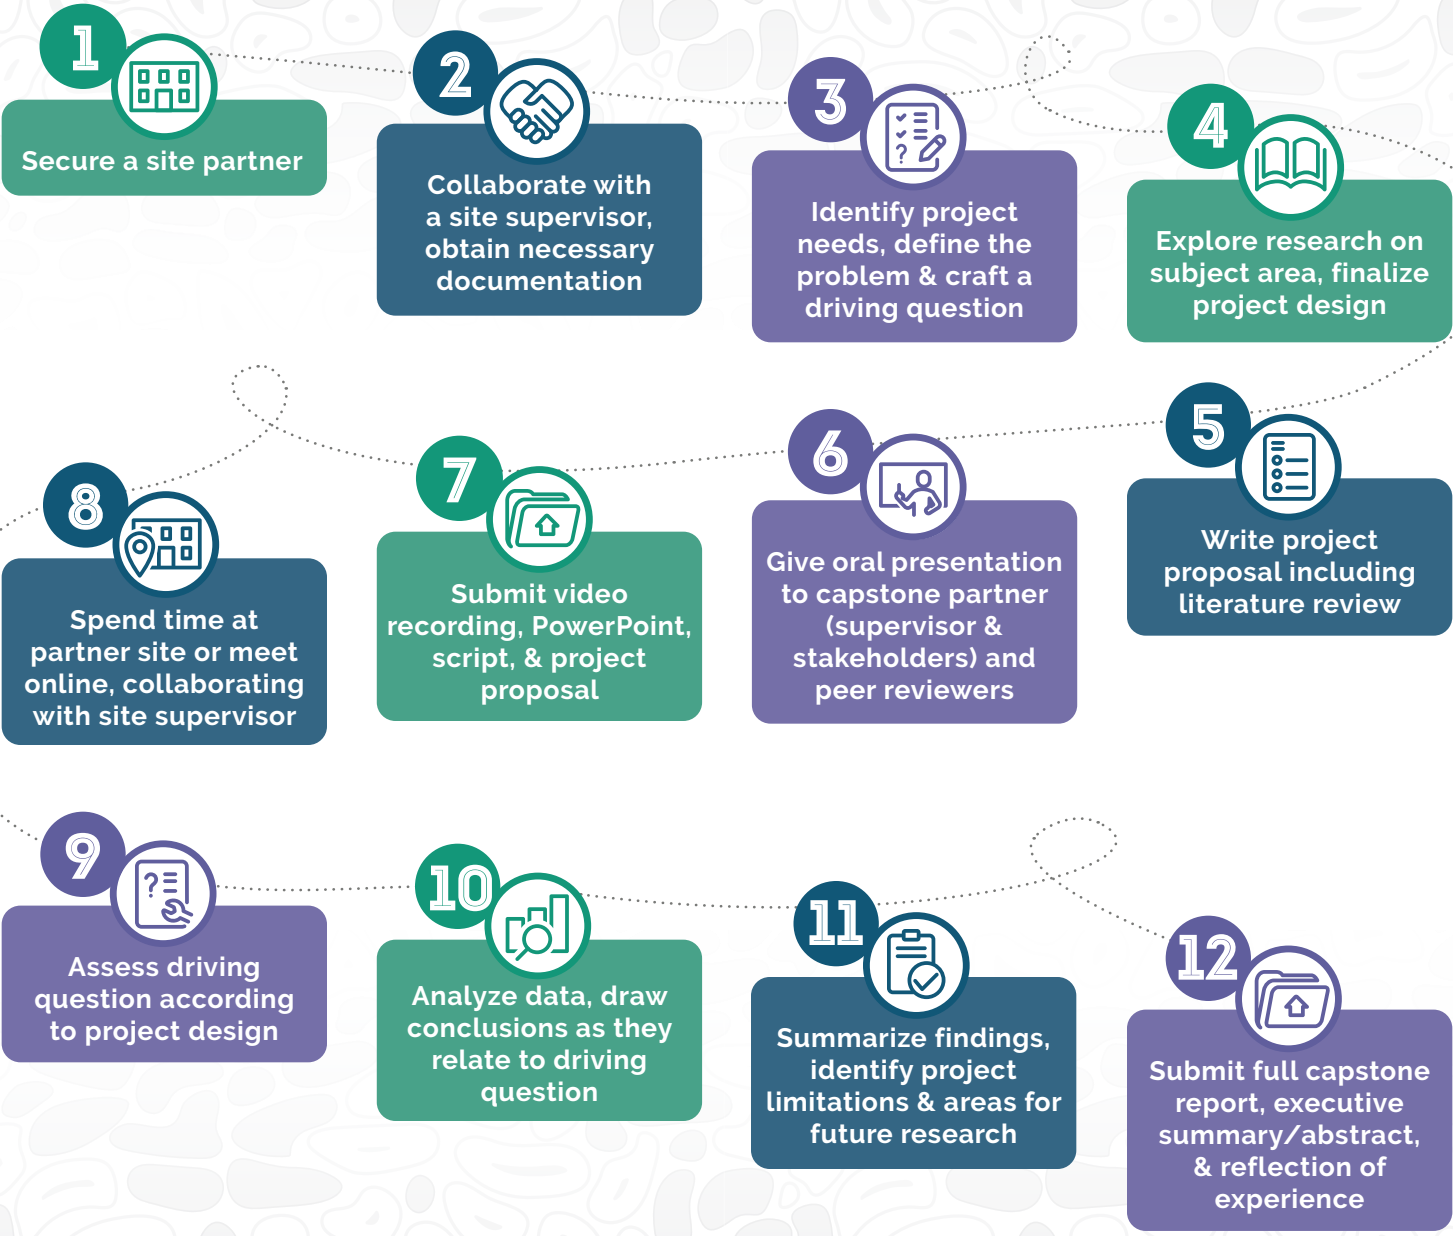 1
Secure a site partner
2
Collaborate with
a site supervisor,
obtain necessary
documentation
3
Identify project
needs, define the
problem & craft a
driving question
4
Explore research on
subject area, finalize
project design
5
Write project
proposal including
literature review
6
Give oral presentation
to capstone partner
(supervisor &
stakeholders) and
peer reviewers
7
Submit video
recording, PowerPoint,
script, & project
proposal
8
Spend time at
partner site or meet
online, collaborating
with site supervisor
9
Assess driving
question according
to project design
10
Analyze data, draw
conclusions as they
relate to driving
question
11
Summarize findings,
identify project
limitations & areas for
future research
12
Submit full capstone
report, executive
summary/abstract,
& reflection of
experience